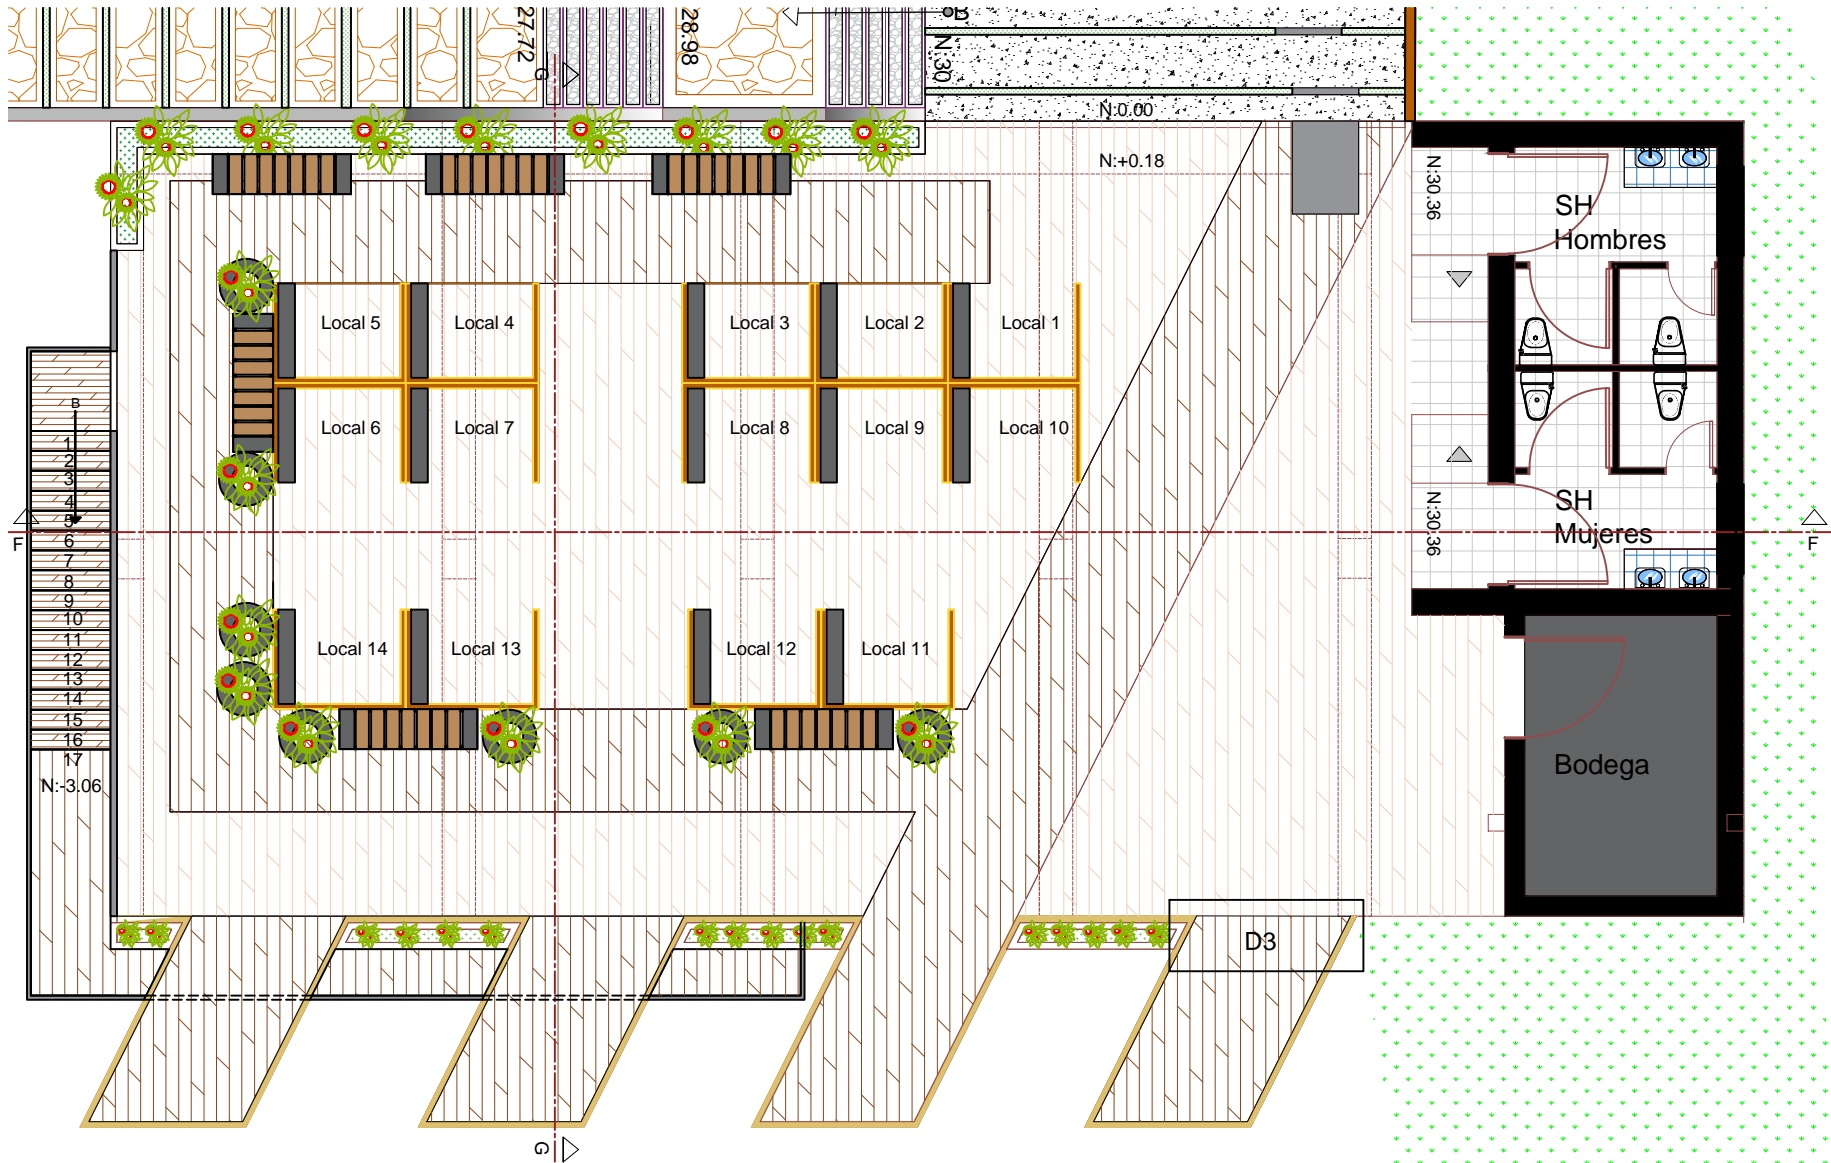 27.72
28.98
B
N:30
G
N:0.00
N:+0.18
N:30.36
SH
Hombres
Local 5
Local 4
Local 3
Local 2
Local 1
B
Local 6
Local 7
Local 8
Local 9
Local 10
1
2
3
4
5
6
7
8
9
10
11
12
13
14
15
16
17
N:-3.06
F
F
N:30.36
SH
Mujeres
Local 14
Local 13
Local 12
Local 11
Bodega
D3
G